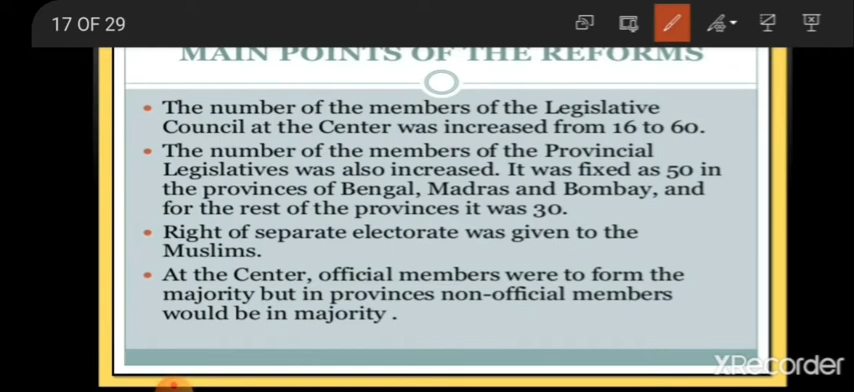 17 OF 29
MAIN POINTS OF THE REFORMS
• The number of the members of the Legislative
Council at the Center was increased from 16 to 60.
• The number of the members of the Provincial
Legislatives was also increased. It was fixed as 50 in
the provinces of Bengal, Madras and Bombay, and
for the rest of the provinces it was 30.
• Right of separate electorate was given to the
Muslims.
• At the Center, official members were to form the
majority but in provinces non-official members
would be in majority .
XRecorder